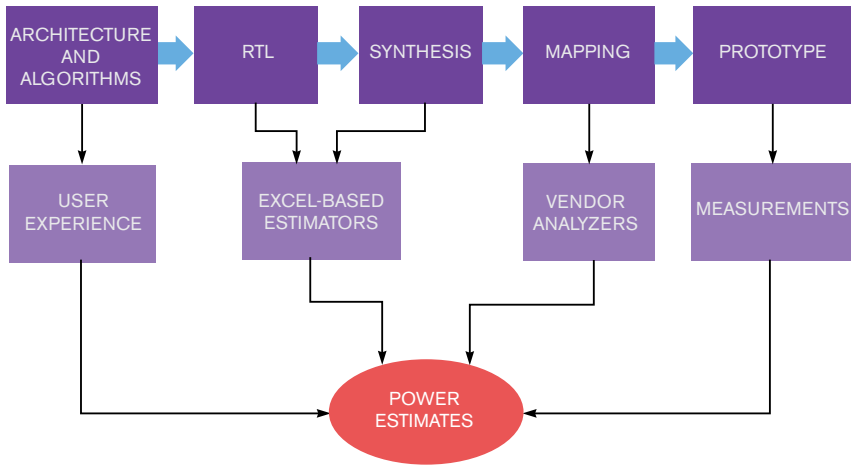 ARCHITECTURE
AND
ALGORITHMS
RTL
SYNTHESIS
MAPPING
PROTOTYPE
USER
EXPERIENCE
EXCEL-BASED
ESTIMATORS
VENDOR
ANALYZERS
MEASUREMENTS
POWER
ESTIMATES